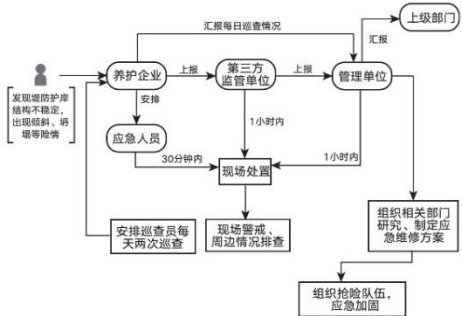 上级部门
汇报每日巡查情况
汇报
养护企业
上报
第三方
监管单位
上报
管理单位
发现堤防护岸
结构不稳定，
出现倾斜、坍
塌等险情
安排
应急人员
1小时内
30分钟内
1小时内
现场处置
安排巡查员每
天两次巡查
现场警戒、
周边情况排查
组织相关部门
研究、制定应
急维修方案
组织抢险队伍，
应急加固